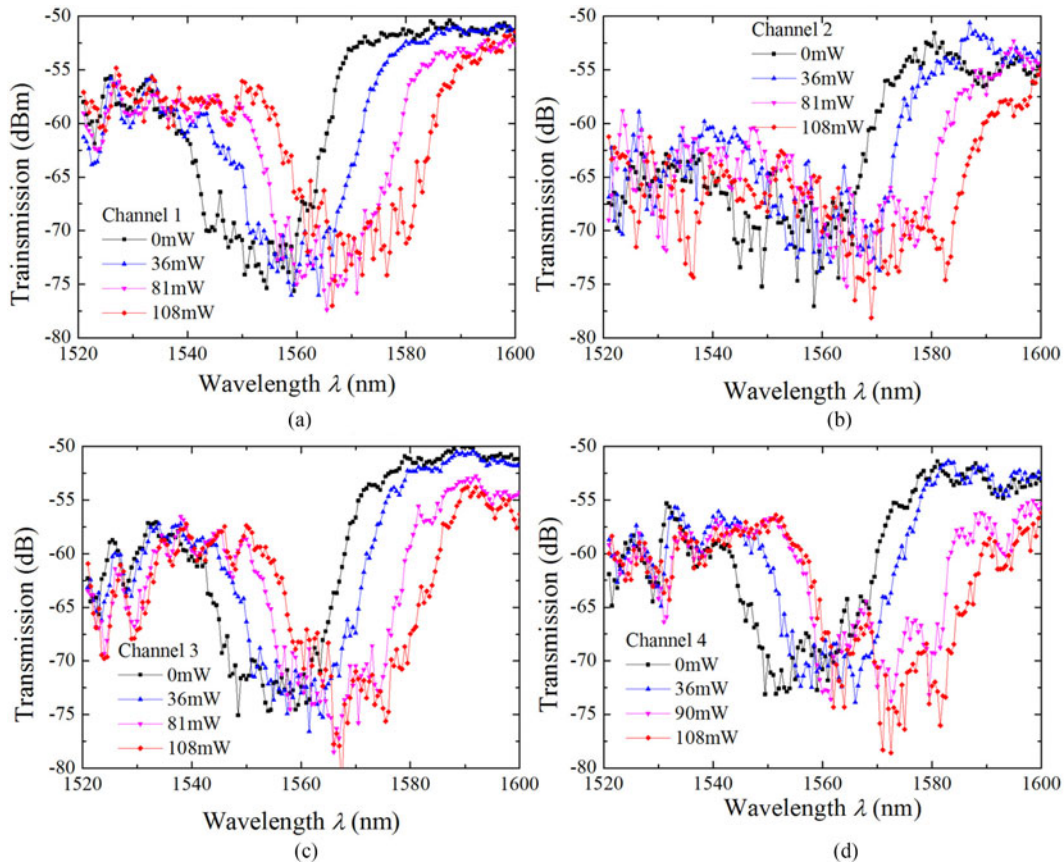 -50
-55
-60
-65
-70
-75
-80
Trainsmission (dBm)
Channel 1
0mW
36mW
81mW
108mW
1520 1540 1560 1580 1600
Wavelength λ (nm)
(a)
-50
-55
-60
-65
-70
-75
-80
Transmission (dB)
Channel 2
0mW
36mW
81mW
108mW
1520 1540 1560 1580 1600
Wavelength λ (nm)
(b)
-50
-55
-60
-65
-70
-75
-80
Transmission (dB)
Channel 3
0mW
36mW
81mW
108mW
1520 1540 1560 1580 1600
Wavelength λ (nm)
(c)
-50
-55
-60
-65
-70
-75
-80
Transmission (dB)
Channel 4
0mW
36mW
90mW
108mW
1520 1540 1560 1580 1600
Wavelength λ (nm)
(d)